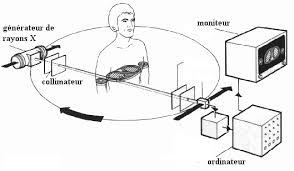 générateur de
rayons X
moniteur
collimateur
ordinateur